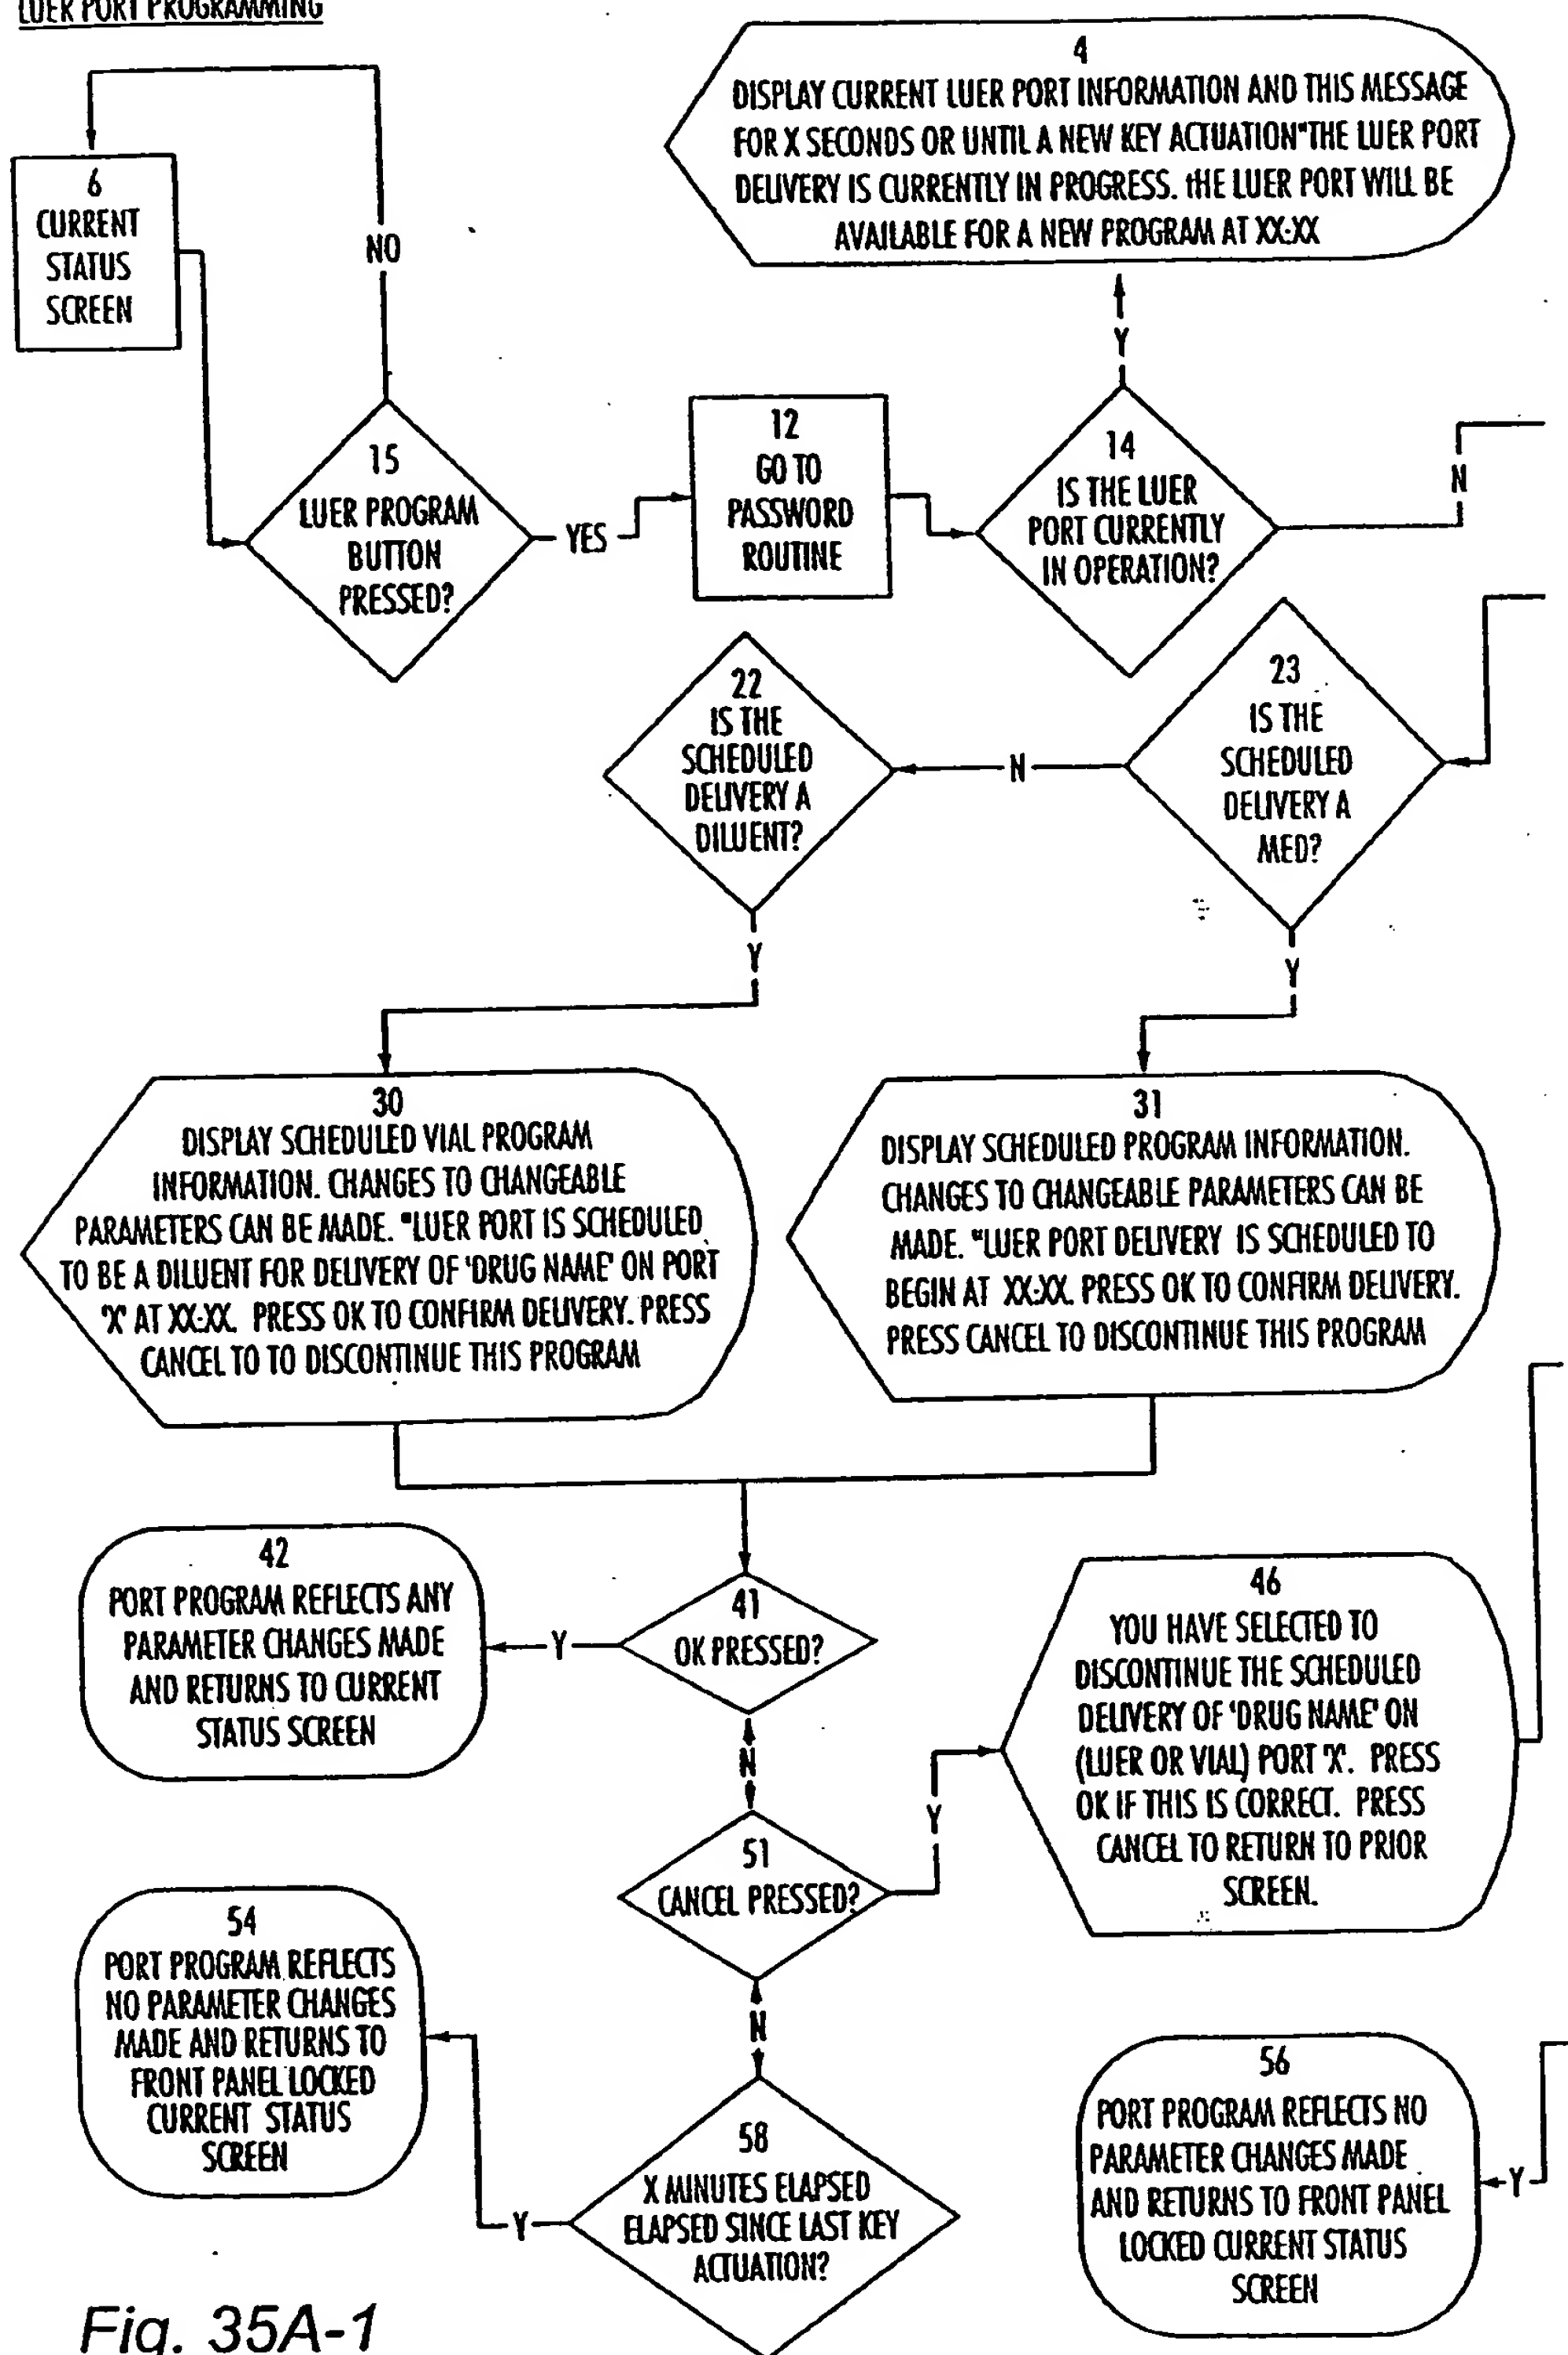 LUER PORT PROGRAMMING
4
DISPLAY CURRENT LUER PORT INFORMATION AND THIS MESSAGE
FOR X SECONDS OR UNTIL A NEW KEY ACTUATION "THE LUER PORT
DELIVERY IS CURRENTLY IN PROGRESS. tHE LUER PORT WILL BE
AVAILABLE FOR A NEW PROGRAM AT XX:XX
6
CURRENT
STATUS
SCREEN
NO
Y
15
LUER PROGRAM
BUTTON
PRESSED?
YES
12
GO TO
PASSWORD
ROUTINE
14
IS THE LUER
PORT CURRENTLY
IN OPERATION?
N
22
IS THE
SCHEDULED
DELIVERY A
DILUENT?
N
23
IS THE
SCHEDULED
DELIVERY A
MED?
Y
Y
30
DISPLAY SCHEDULED VIAL PROGRAM
INFORMATION. CHANGES TO CHANGEABLE
PARAMETERS CAN BE MADE. "LUER PORT IS SCHEDULED
TO BE A DILUENT FOR DELIVERY OF 'DRUG NAME' ON PORT
'X' AT XX:XX. PRESS OK TO CONFIRM DELIVERY. PRESS
CANCEL TO TO DISCONTINUE THIS PROGRAM
31
DISPLAY SCHEDULED PROGRAM INFORMATION.
CHANGES TO CHANGEABLE PARAMETERS CAN BE
MADE. "LUER PORT DELIVERY IS SCHEDULED TO
BEGIN AT XX:XX. PRESS OK TO CONFIRM DELIVERY.
PRESS CANCEL TO DISCONTINUE THIS PROGRAM
42
PORT PROGRAM REFLECTS ANY
PARAMETER CHANGES MADE
AND RETURNS TO CURRENT
STATUS SCREEN
Y
41
OK PRESSED?
N
46
YOU HAVE SELECTED TO
DISCONTINUE THE SCHEDULED
DELIVERY OF 'DRUG NAME' ON
(LUER OR VIAL) PORT 'X'. PRESS
OK IF THIS IS CORRECT. PRESS
CANCEL TO RETURN TO PRIOR
SCREEN.
Y
51
CANCEL PRESSED?
N
54
PORT PROGRAM REFLECTS
NO PARAMETER CHANGES
MADE AND RETURNS TO
FRONT PANEL LOCKED
CURRENT STATUS
SCREEN
Y
58
X MINUTES ELAPSED
ELAPSED SINCE LAST KEY
ACTUATION?
56
PORT PROGRAM REFLECTS NO
PARAMETER CHANGES MADE
AND RETURNS TO FRONT PANEL
LOCKED CURRENT STATUS
SCREEN
Y
Fig. 35A-1